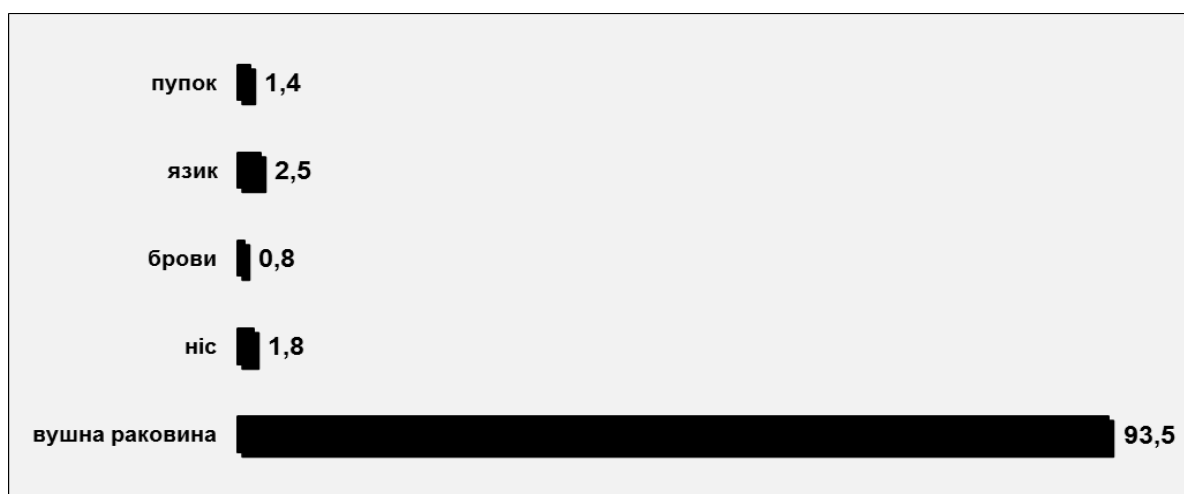 пупок 1,4
язик 2,5
брови 0,8
ніс 1,8
вушна раковина 93,5